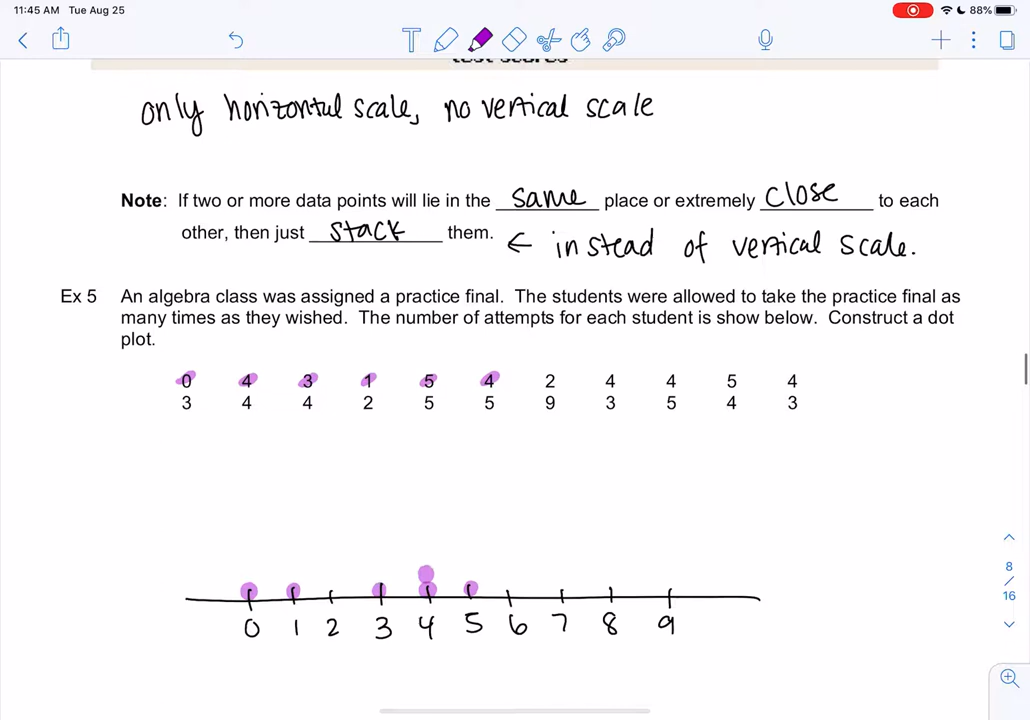 11:45 AM Tue Aug 25 88%
T
test scores
only horizontal scale, no vertical scale
Note: If two or more data points will lie in the same place or extremely close to each
other, then just stack them. ← instead of vertical scale.
Ex 5 An algebra class was assigned a practice final. The students were allowed to take the practice final as
many times as they wished. The number of attempts for each student is show below. Construct a dot
plot.
0 4 3 1 5 4 2 4 4 5 4
3 4 4 2 5 5 9 3 5 4 3
8
/
16
0 1 2 3 4 5 6 7 8 9